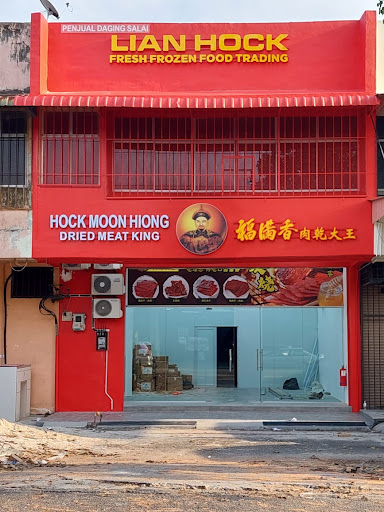 PENJUAL DAGING SALAI
LIAN HOCK
FRESH FROZEN FOOD TRADING
HOCK MOON HIONG
DRIED MEAT KING
福满香肉乾大王